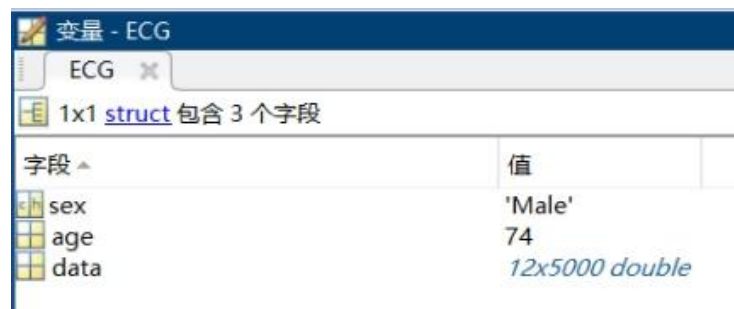 变量 - ECG
ECG
1x1 struct 包含 3 个字段
字段 值
sex 'Male'
age 74
data 12x5000 double